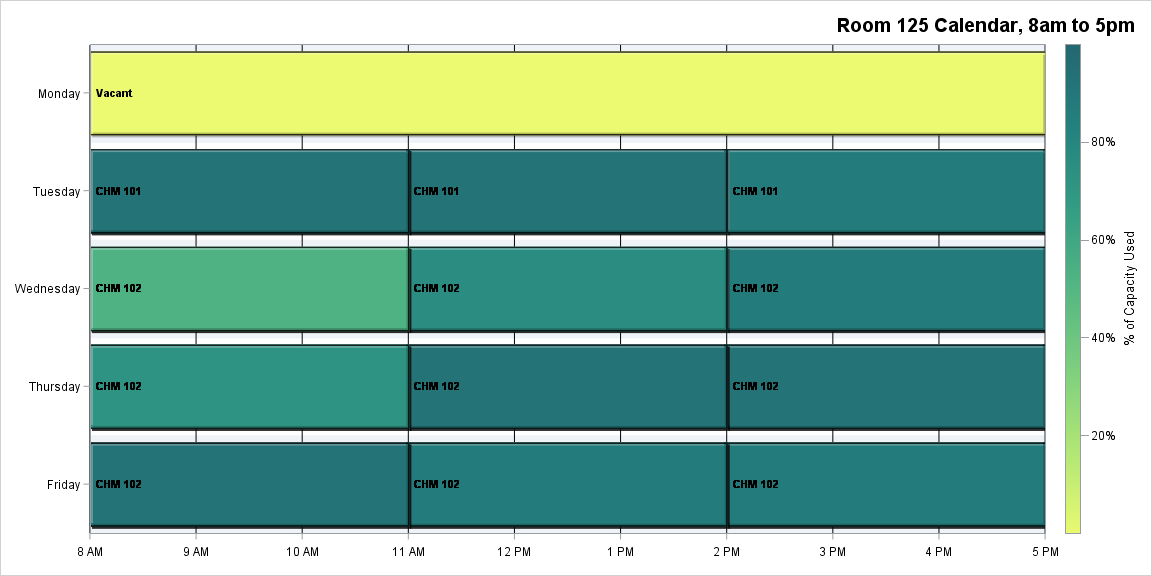 Room 125 Calendar, 8am to 5pm
Monday
Vacant
Tuesday
CHM 101 CHM 101 CHM 101
Wednesday
CHM 102 CHM 102 CHM 102
Thursday
CHM 102 CHM 102 CHM 102
Friday
CHM 102 CHM 102 CHM 102
8 AM 9 AM 10 AM 11 AM 12 PM 1 PM 2 PM 3 PM 4 PM 5 PM
80%
60%
40%
20%
% of Capacity Used